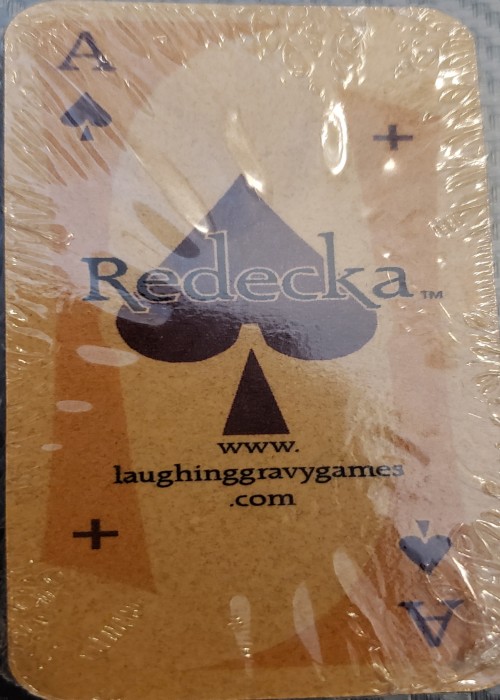 A
+
Redecka™
www.
laughinggravygames
.com
+
A